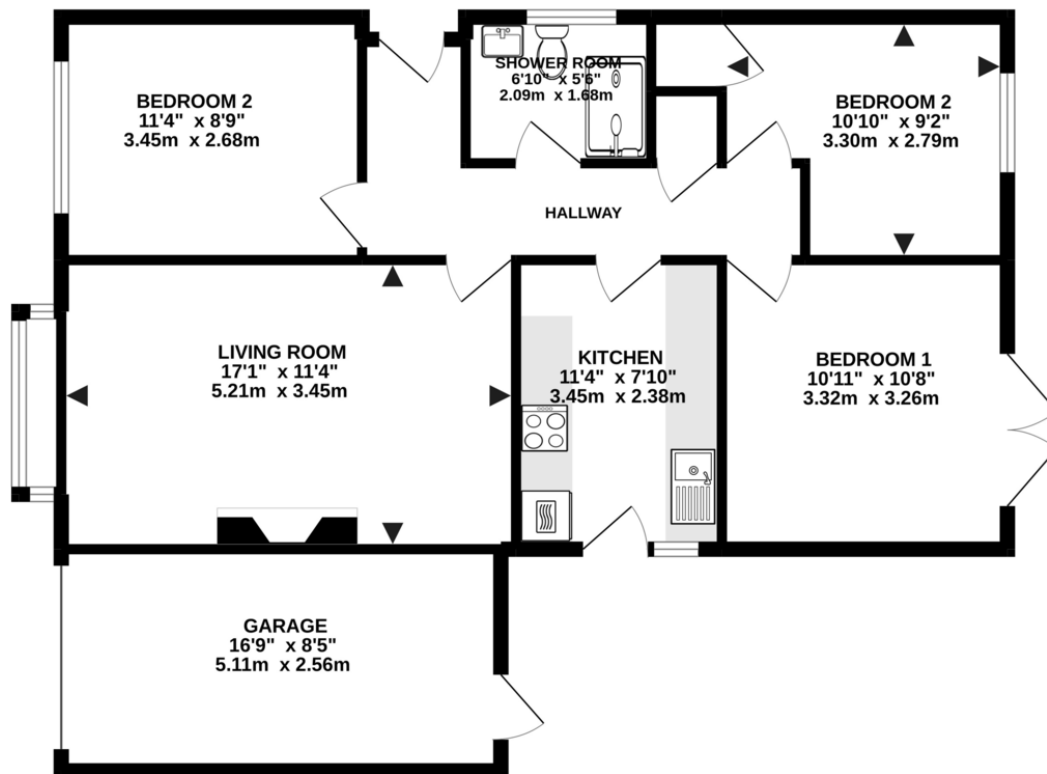 BEDROOM 2
11'4" x 8'9"
3.45m x 2.68m
SHOWER ROOM
6'10" x 5'6"
2.09m x 1.68m
BEDROOM 2
10'10" x 9'2"
3.30m x 2.79m
HALLWAY
LIVING ROOM
17'1" x 11'4"
5.21m x 3.45m
KITCHEN
11'4" x 7'10"
3.45m x 2.38m
BEDROOM 1
10'11" x 10'8"
3.32m x 3.26m
GARAGE
16'9" x 8'5"
5.11m x 2.56m